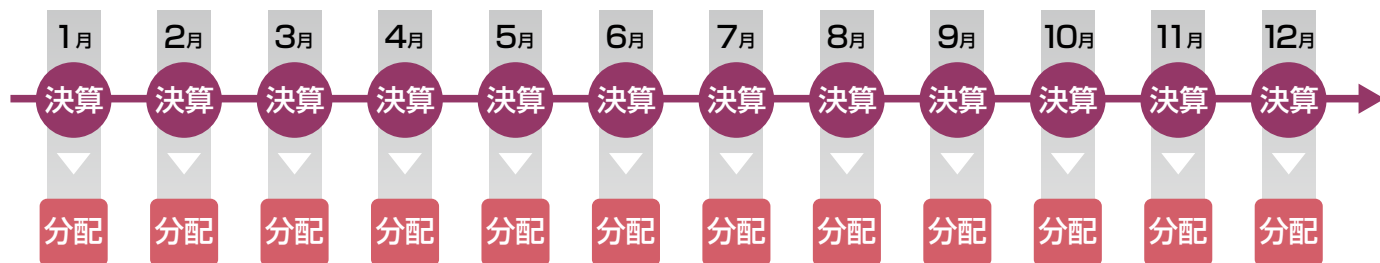 1月 2月 3月 4月 5月 6月 7月 8月 9月 10月 11月 12月
決算 決算 決算 決算 決算 決算 決算 決算 決算 決算 決算 決算
分配 分配 分配 分配 分配 分配 分配 分配 分配 分配 分配 分配